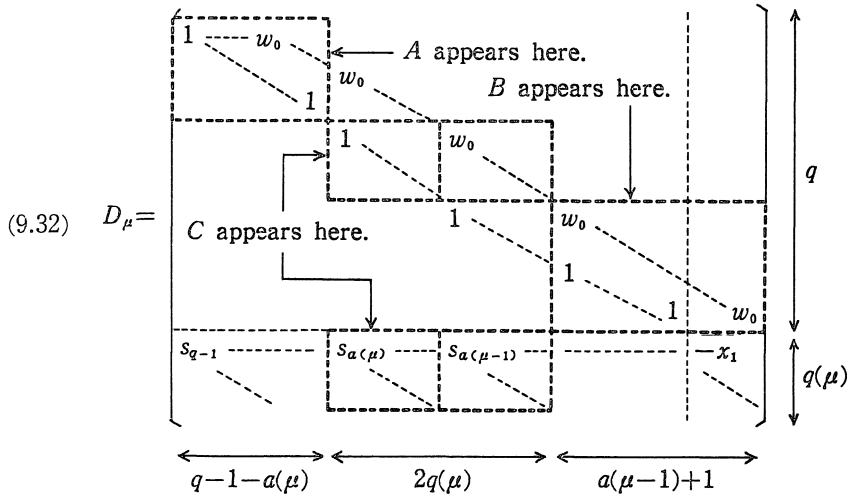 1 w₀
A appears here.
w₀
1
B appears here.
1 w₀
q
(9.32) D_μ=
1 w₀
C appears here.
1
1 w₀
s_{q-1} s_{a(μ)} s_{a(μ-1)} -x₁
q(μ)
q-1-a(μ) 2q(μ) a(μ-1)+1